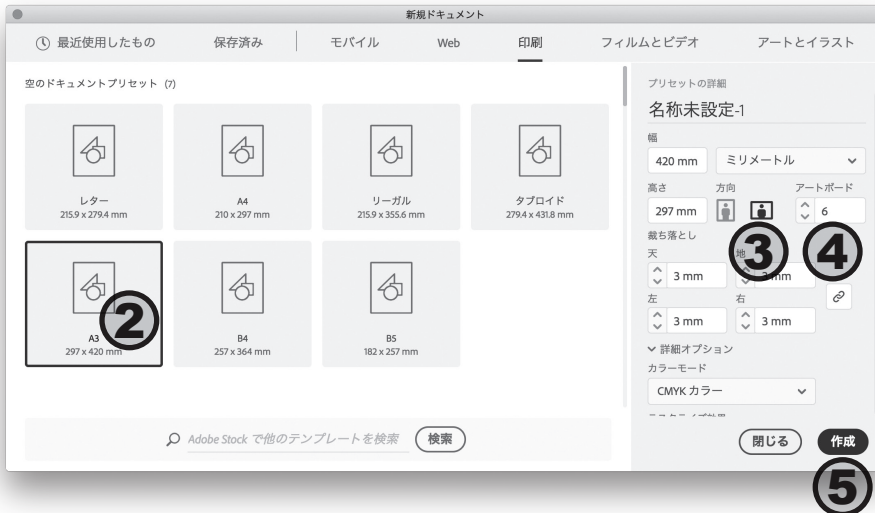 新規ドキュメント
最近使用したもの 保存済み モバイル Web 印刷 フィルムとビデオ アートとイラスト
空のドキュメントプリセット (7)
レター
215.9 x 279.4 mm
A4
210 x 297 mm
リーガル
215.9 x 355.6 mm
タブロイド
279.4 x 431.8 mm
A3
297 x 420 mm
②
B4
257 x 364 mm
B5
182 x 257 mm
Adobe Stock で他のテンプレートを検索 検索
プリセットの詳細
名称未設定-1
幅
420 mm ミリメートル
高さ 方向 アートボード
297 mm 6
③ ④
裁ち落とし
天 地
3 mm 3 mm
左 右
3 mm 3 mm
詳細オプション
カラーモード
CMYK カラー
閉じる 作成
⑤